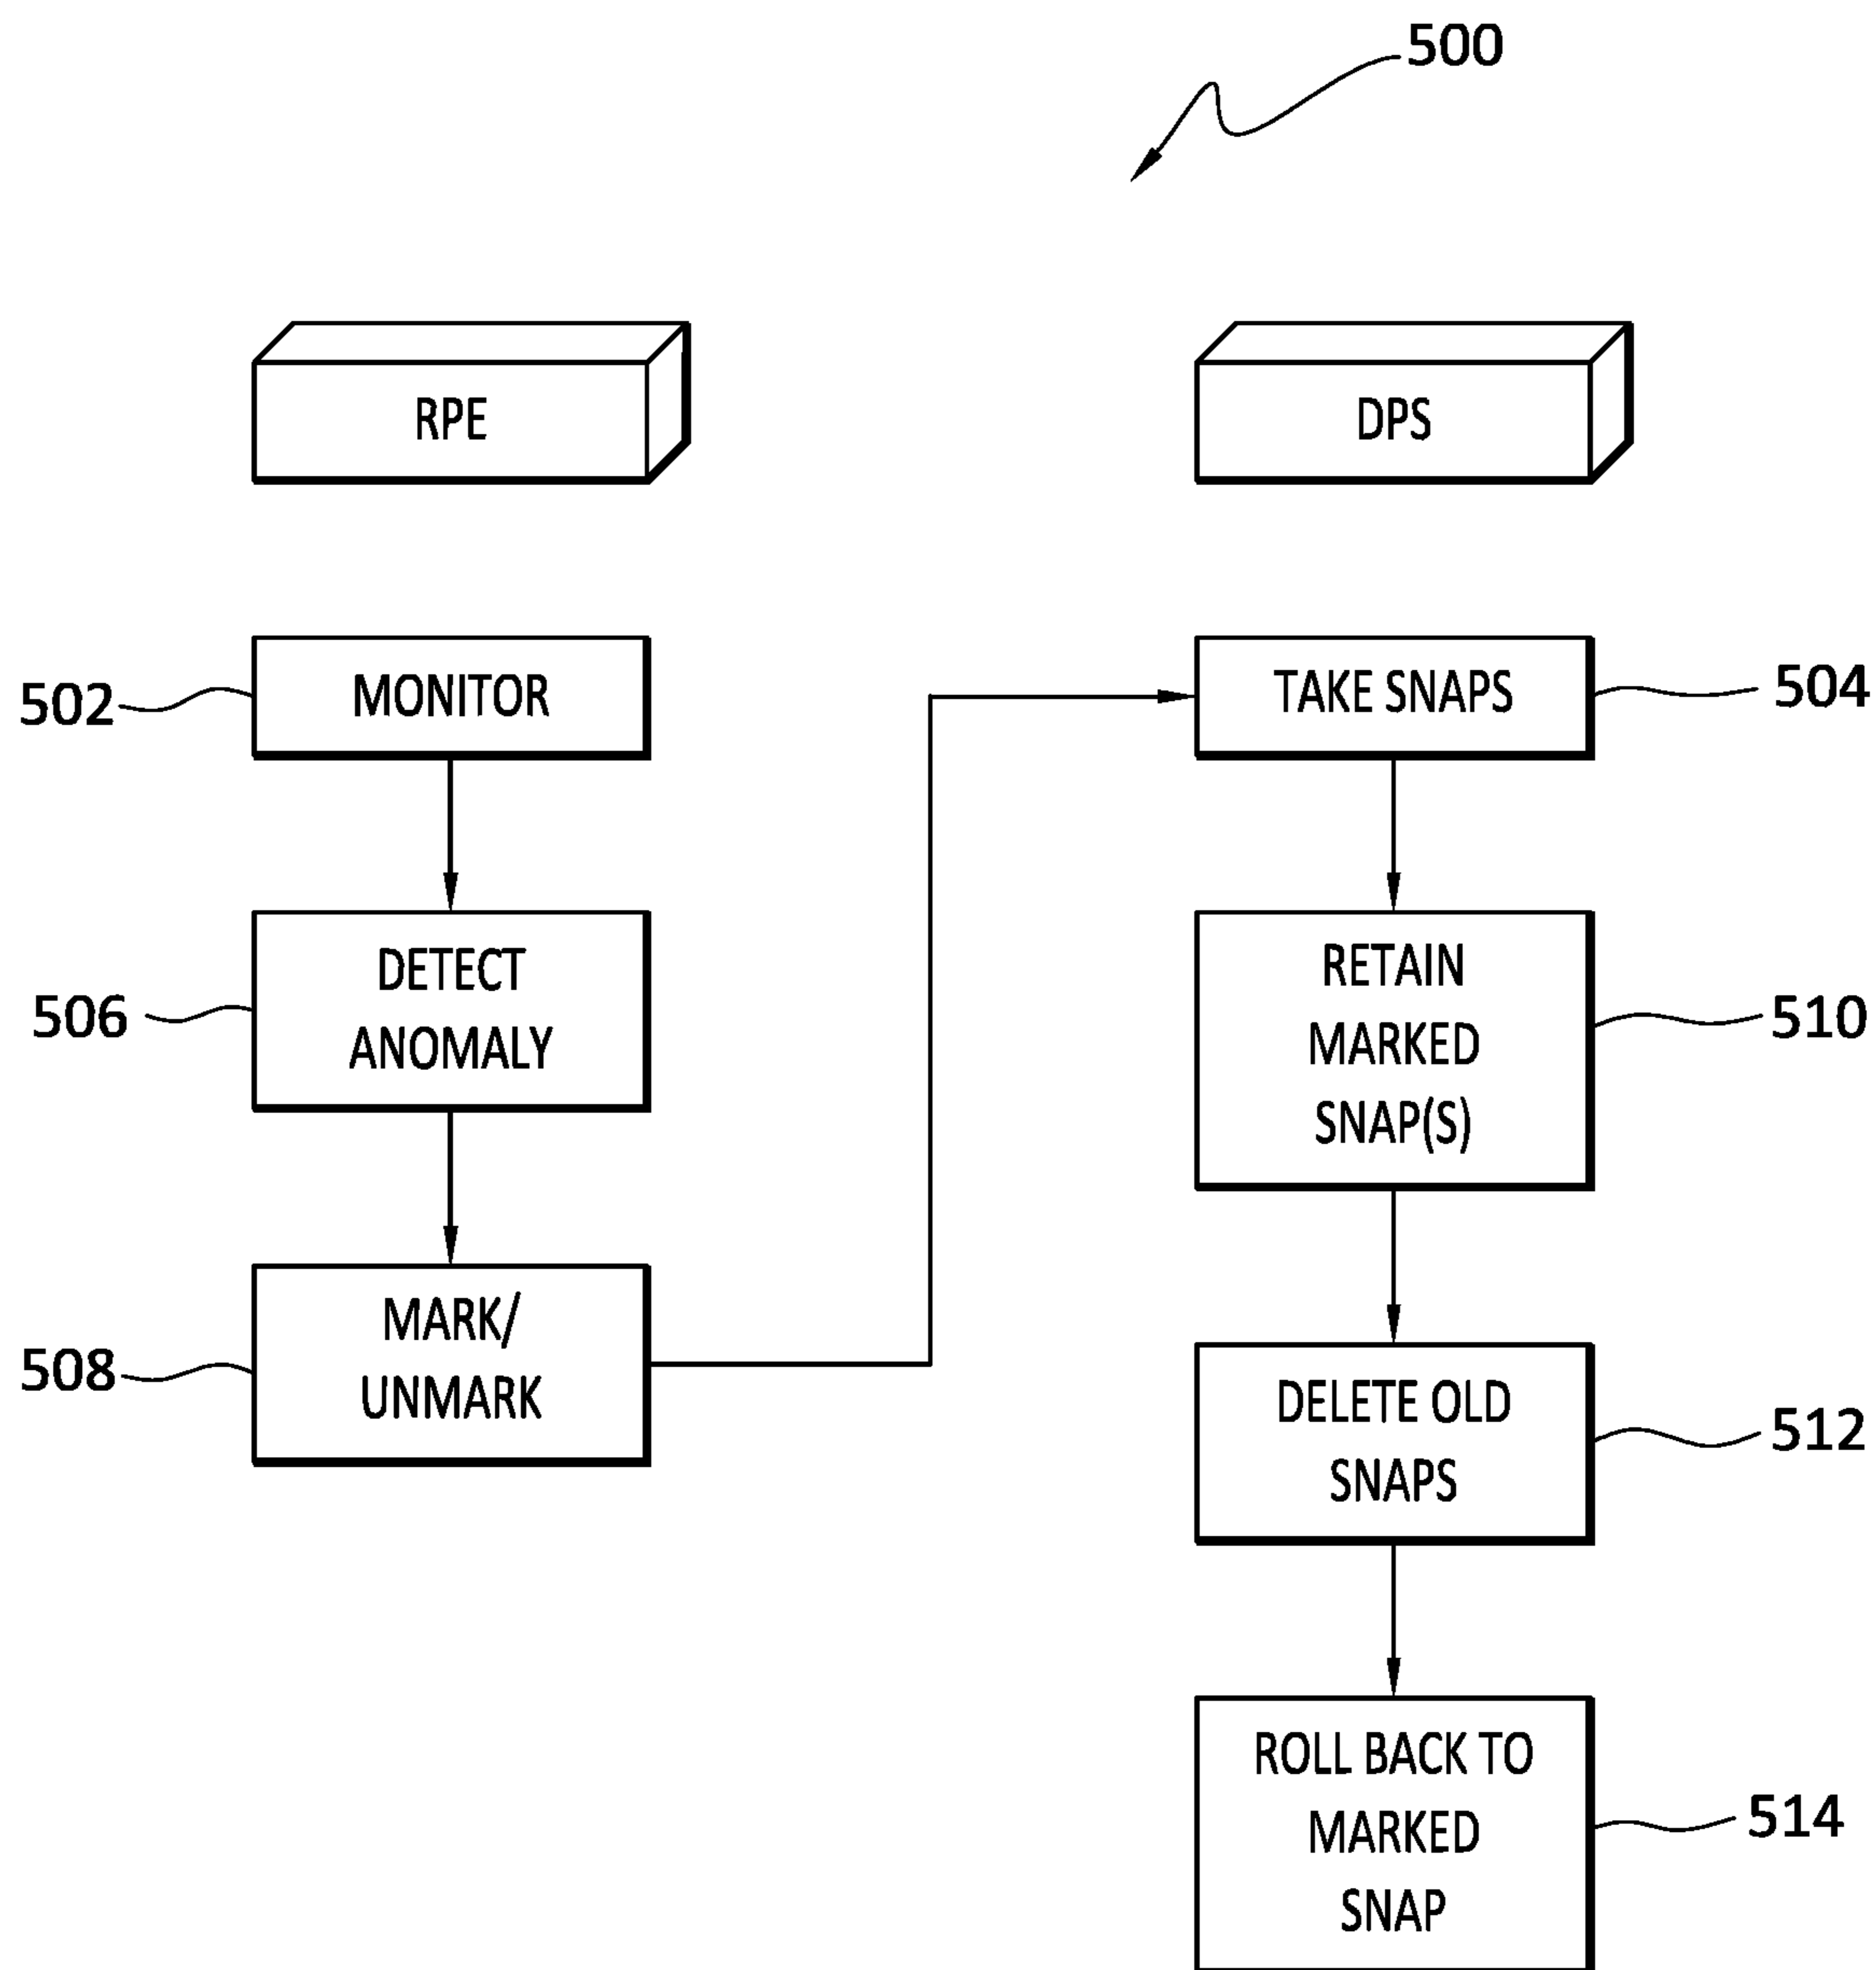 500
RPE
DPS
502
MONITOR
TAKE SNAPS
504
506
DETECT
ANOMALY
RETAIN
MARKED
SNAP(S)
510
508
MARK/
UNMARK
DELETE OLD
SNAPS
512
ROLL BACK TO
MARKED
SNAP
514